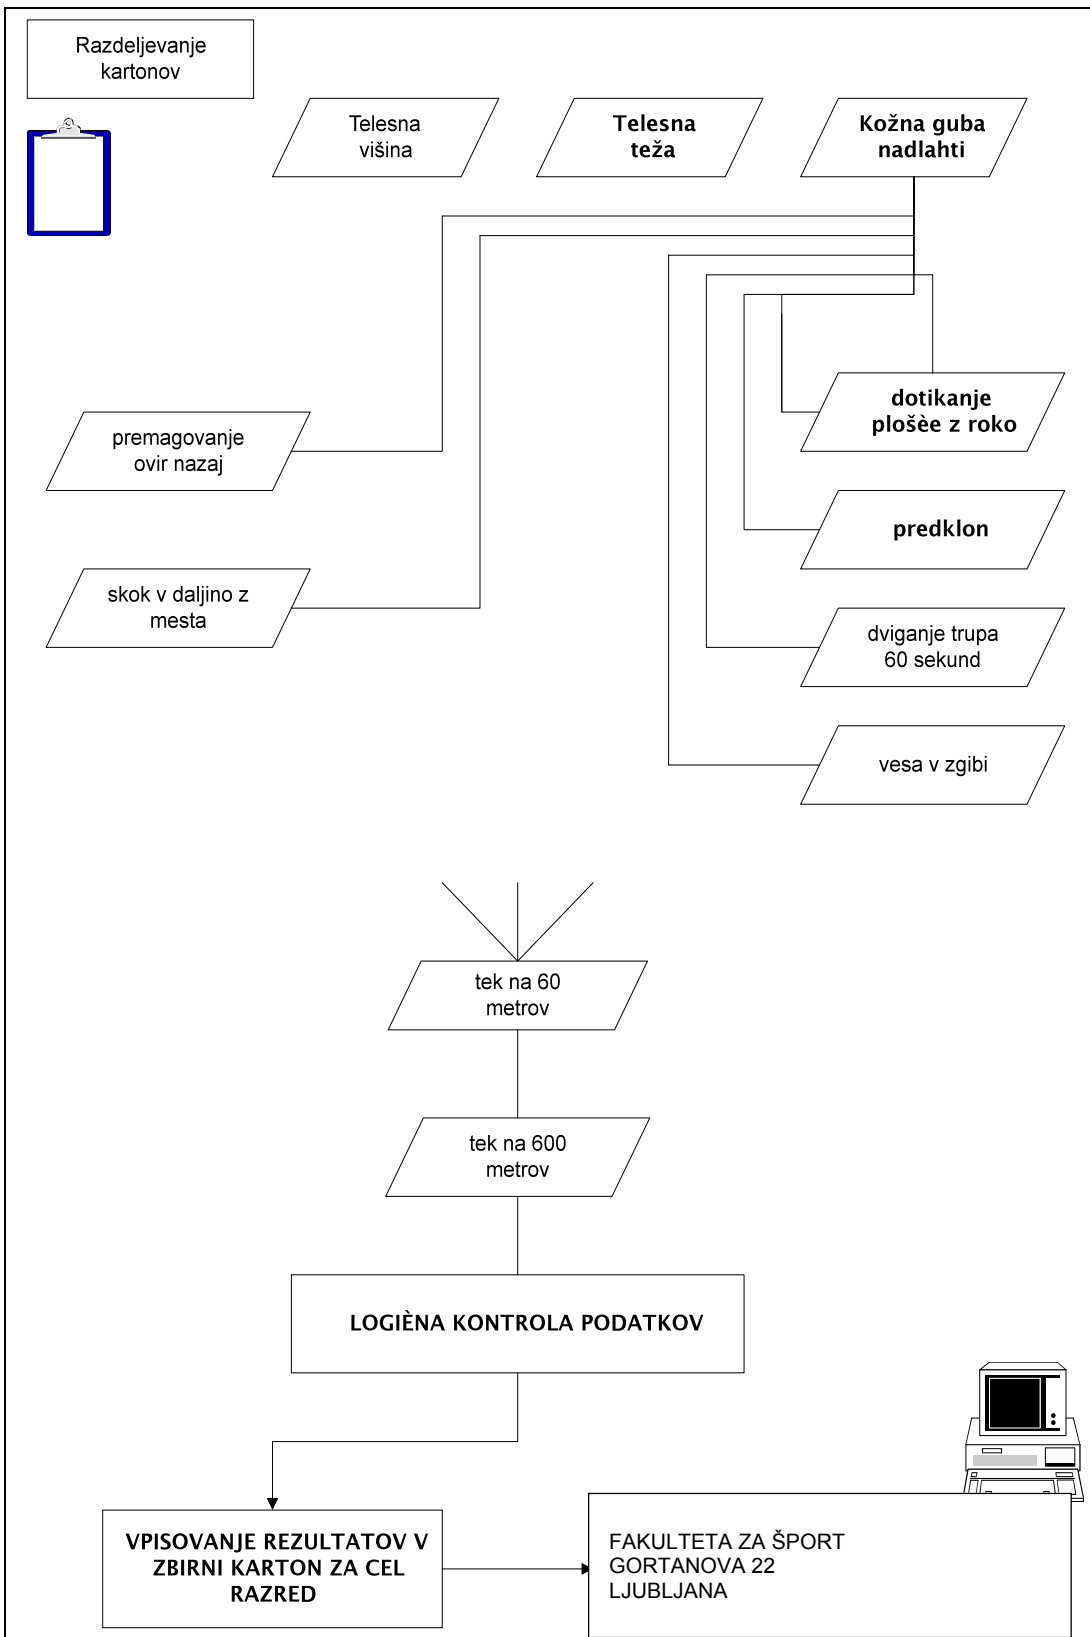 Razdeljevanje
kartonov
Telesna
višina
Telesna
teža
Kožna guba
nadlahti
dotikanje
plošèe z roko
premagovanje
ovir nazaj
predklon
skok v daljino z
mesta
dviganje trupa
60 sekund
vesa v zgibi
tek na 60
metrov
tek na 600
metrov
LOGIÈNA KONTROLA PODATKOV
VPISOVANJE REZULTATOV V
ZBIRNI KARTON ZA CEL
RAZRED
FAKULTETA ZA ŠPORT
GORTANOVA 22
LJUBLJANA